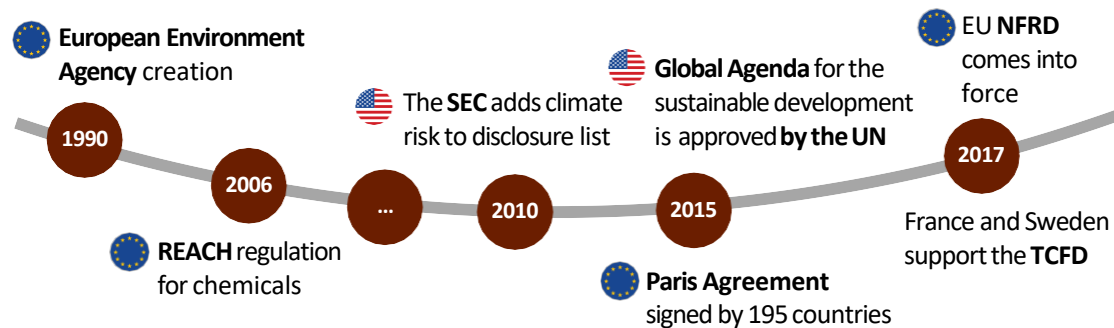 European Environment
Agency creation
1990
2006
REACH regulation
for chemicals
...
The SEC adds climate
risk to disclosure list
2010
Global Agenda for the
sustainable development
is approved by the UN
2015
Paris Agreement
signed by 195 countries
EU NFRD
comes into
force
2017
France and Sweden
support the TCFD